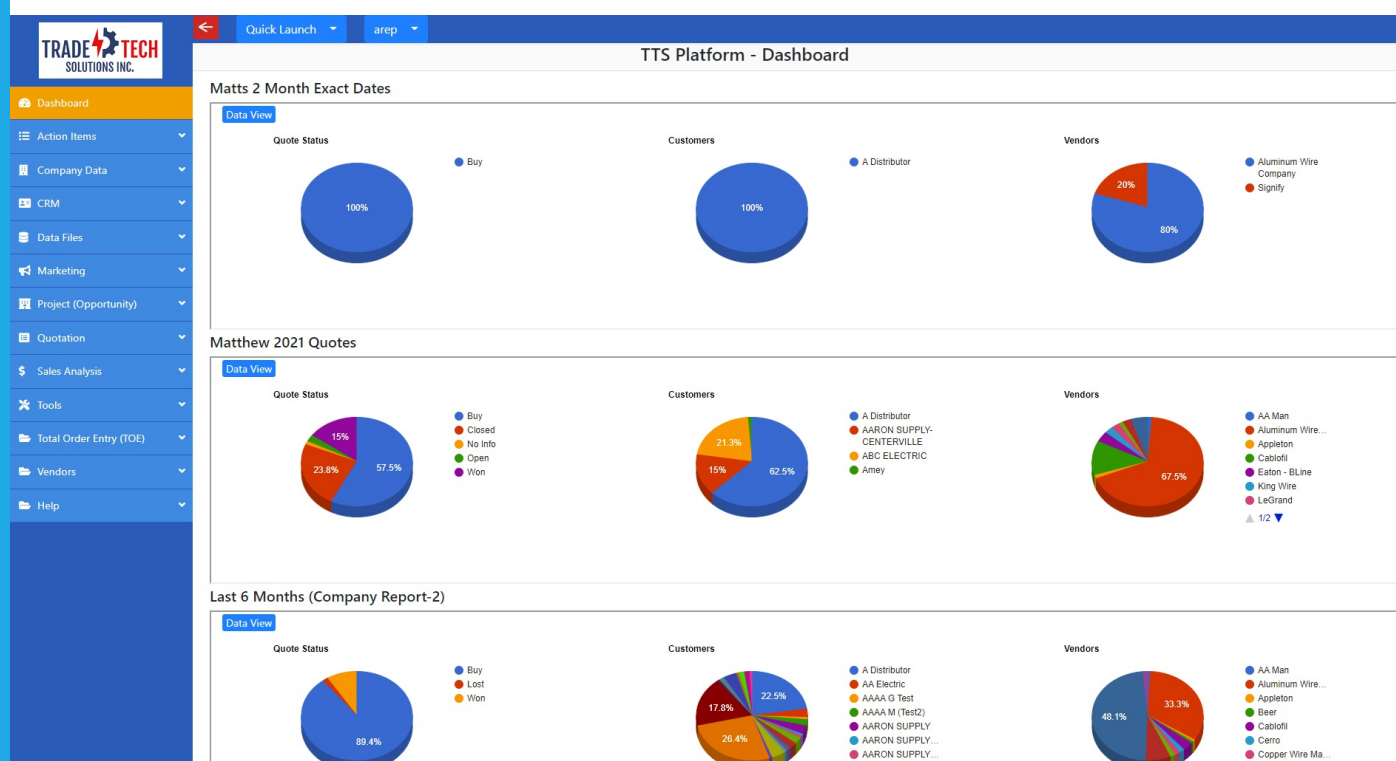 TRADE TECH
SOLUTIONS INC.
Quick Launch
arep
TTS Platform - Dashboard
Dashboard
Action Items
Company Data
CRM
Data Files
Marketing
Project (Opportunity)
Quotation
$ Sales Analysis
Tools
Total Order Entry (TOE)
Vendors
Help
Matts 2 Month Exact Dates
Data View
Quote Status
100%
Buy
Customers
100%
A Distributor
Vendors
20%
80%
Aluminum Wire
Company
Signify
Matthew 2021 Quotes
Data View
Quote Status
15%
23.8%
57.5%
Buy
Closed
No Info
Open
Won
Customers
21.3%
15%
62.5%
A Distributor
AARON SUPPLY-
CENTERVILLE
ABC ELECTRIC
Amey
Vendors
67.5%
AA Man
Aluminum Wire...
Appleton
Cablofil
Eaton - BLine
King Wire
LeGrand
1/2
Last 6 Months (Company Report-2)
Data View
Quote Status
89.4%
Buy
Lost
Won
Customers
22.5%
17.8%
26.4%
A Distributor
AA Electric
AAAA G Test
AAAA M (Test2)
AARON SUPPLY
AARON SUPPLY...
AARON SUPPLY...
Vendors
33.3%
48.1%
AA Man
Aluminum Wire...
Appleton
Beer
Cablofil
Cerro
Copper Wire Ma...